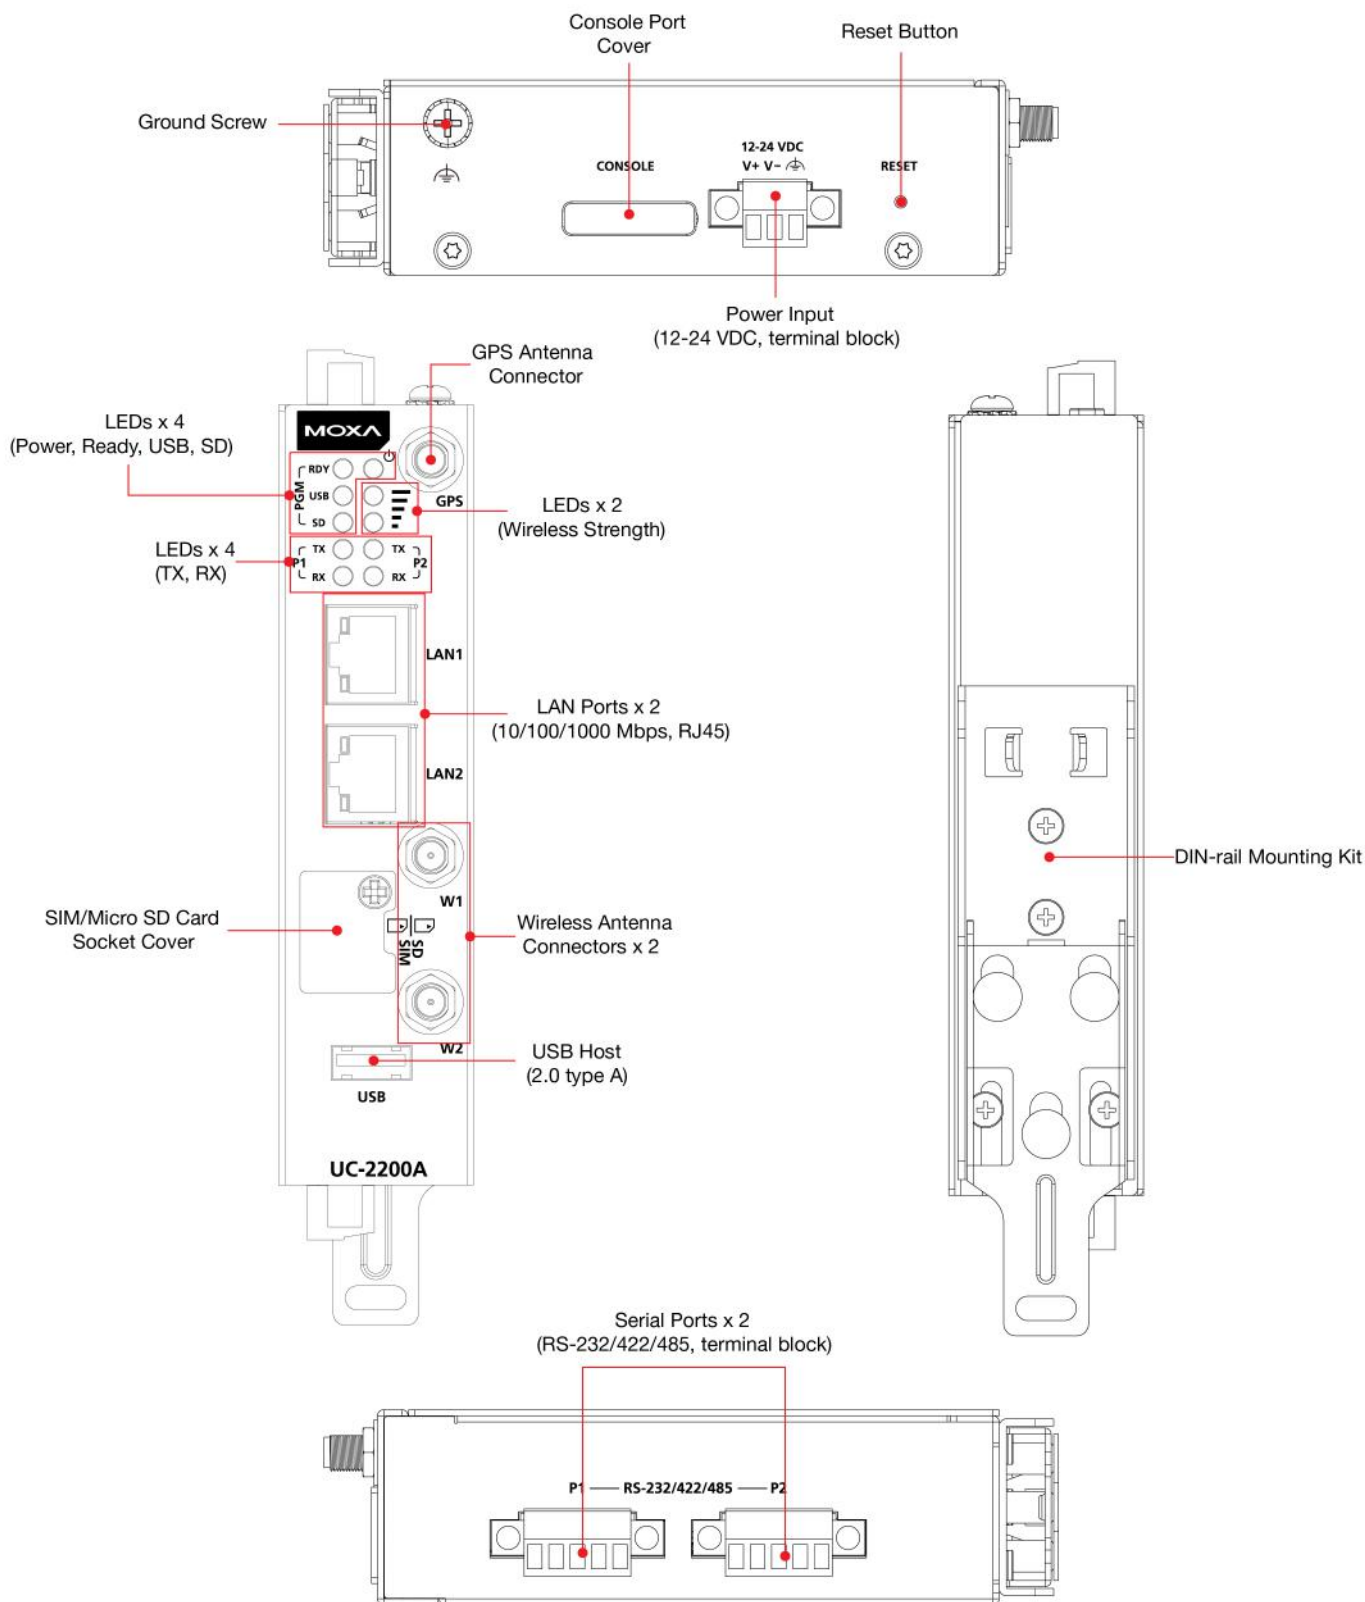 Console Port
Cover
Reset Button
Ground Screw
12-24 VDC
V+ V-
CONSOLE
RESET
Power Input
(12-24 VDC, terminal block)
GPS Antenna
Connector
LEDs x 4
(Power, Ready, USB, SD)
MOXA
RDY
USB
SD
PGM
GPS
LEDs x 2
(Wireless Strength)
LEDs x 4
(TX, RX)
P1
TX
RX
TX
RX
P2
LAN1
LAN Ports x 2
(10/100/1000 Mbps, RJ45)
LAN2
DIN-rail Mounting Kit
SIM/Micro SD Card
Socket Cover
W1
SD
SIM
Wireless Antenna
Connectors x 2
W2
USB Host
(2.0 type A)
USB
UC-2200A
Serial Ports x 2
(RS-232/422/485, terminal block)
P1 RS-232/422/485 P2